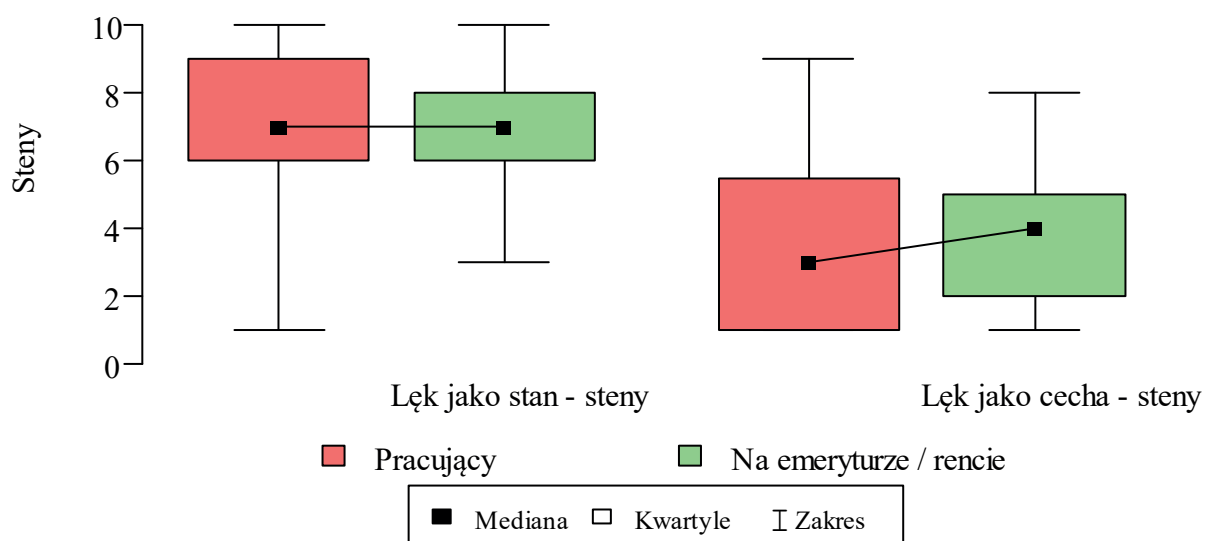 Steny
10
8
6
4
2
0
Lęk jako stan - steny
Lęk jako cecha - steny
Pracujący
Na emeryturze / rencie
Mediana
Kwartyle
Zakres